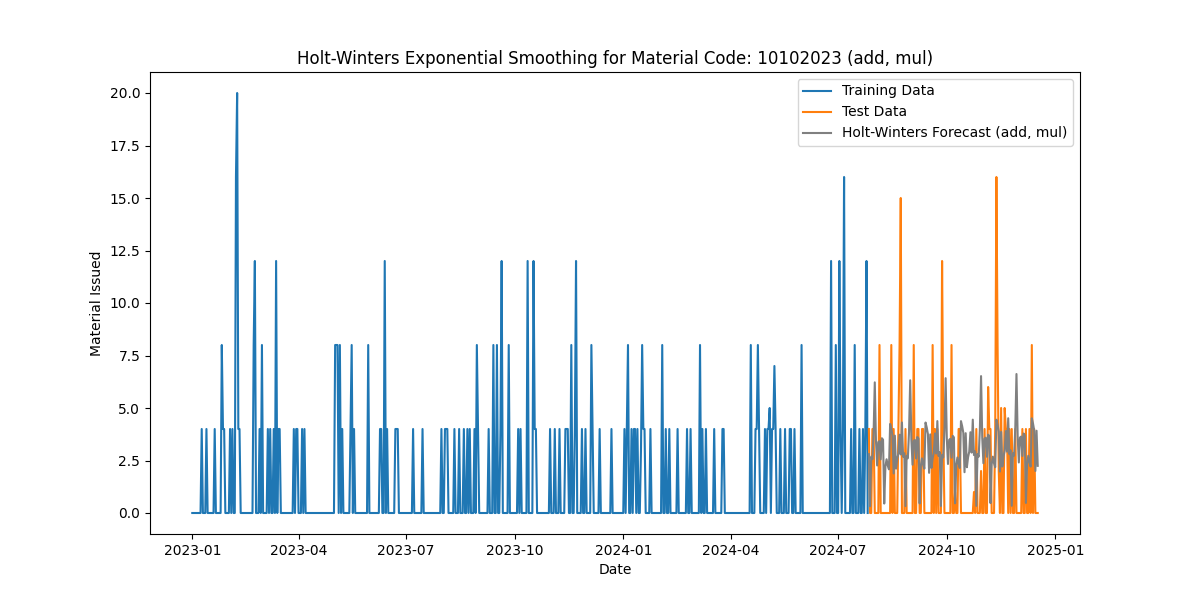 Holt-Winters Exponential Smoothing for Material Code: 10102023 (add, mul)
Training Data
Test Data
Holt-Winters Forecast (add, mul)
Material Issued
20.0
17.5
15.0
12.5
10.0
7.5
5.0
2.5
0.0
2023-01 2023-04 2023-07 2023-10 2024-01 2024-04 2024-07 2024-10 2025-01
Date